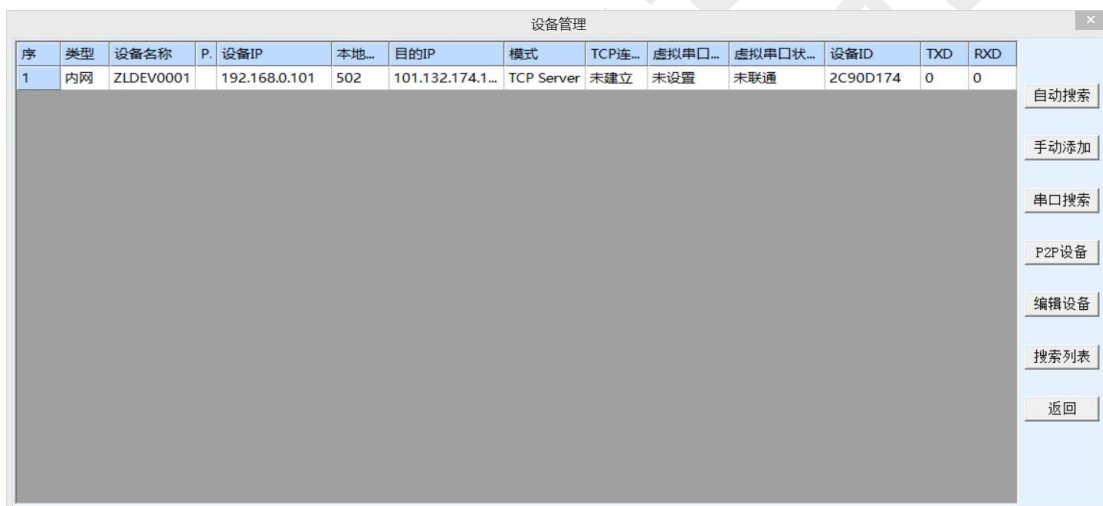 设备管理
序 类型 设备名称 P. 设备IP 本地... 目的IP 模式 TCP连... 虚拟串口... 虚拟串口状... 设备ID TXD RXD
1 内网 ZLDEV0001 192.168.0.101 502 101.132.174.1... TCP Server 未建立 未设置 未联通 2C90D174 0 0
自动搜索
手动添加
串口搜索
P2P设备
编辑设备
搜索列表
返回